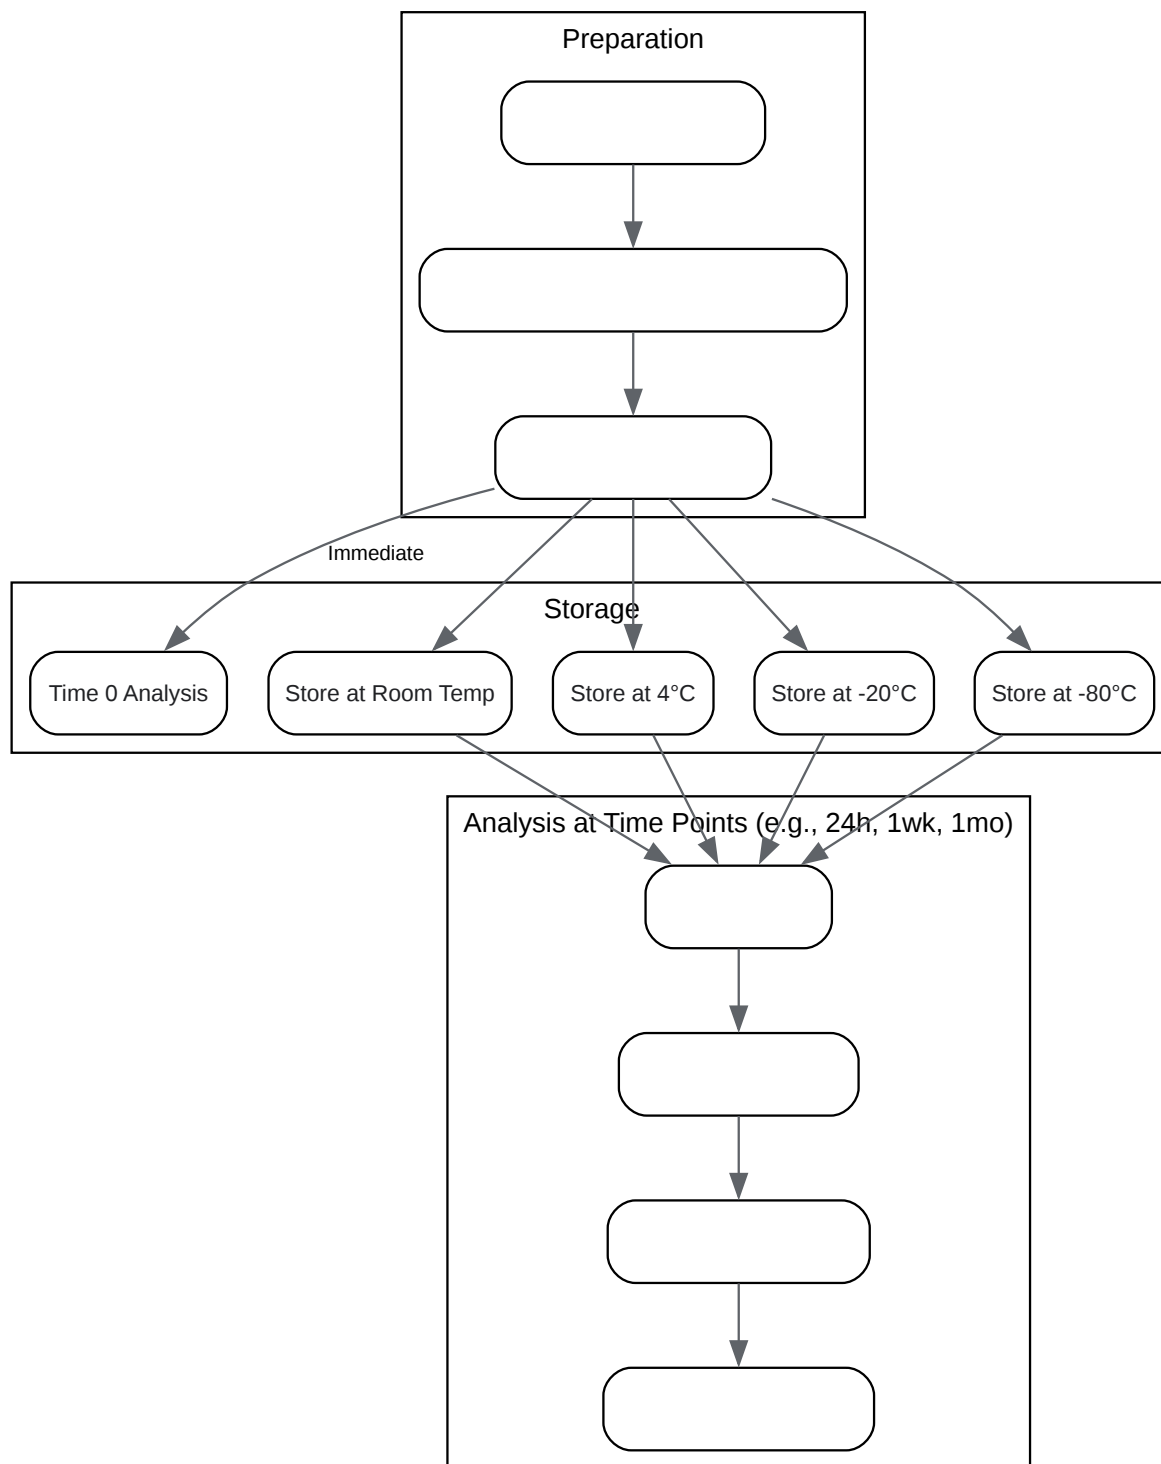 Preparation
Immediate
Storage
Time 0 Analysis
Store at Room Temp
Store at 4°C
Store at -20°C
Store at -80°C
Analysis at Time Points (e.g., 24h, 1wk, 1mo)